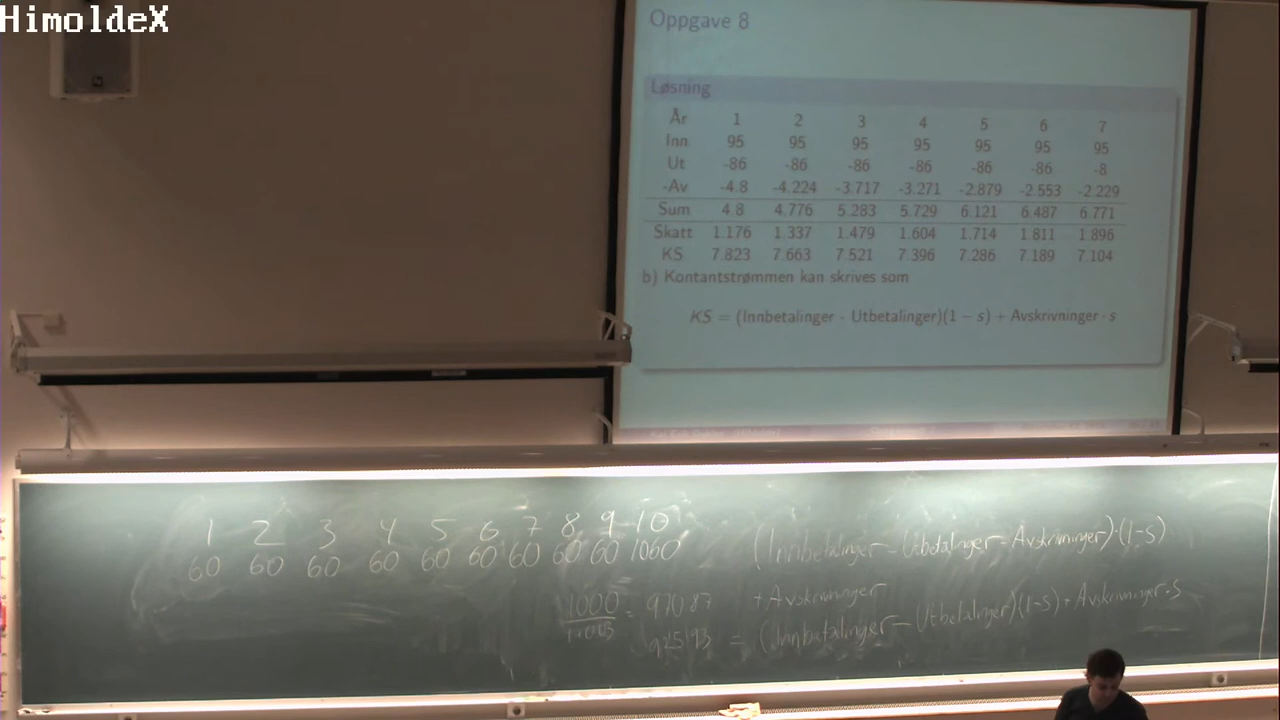 HimoldeX
Oppgave 8
Løsning
År 1 2 3 4 5 6 7
Inn 95 95 95 95 95 95 95
Ut -86 -86 -86 -86 -86 -86 -8
-Av -4.8 -4.224 -3.717 -3.271 -2.879 -2.553 -2.229
Sum 4.8 4.776 5.283 5.729 6.121 6.487 6.771
Skatt 1.176 1.337 1.479 1.604 1.714 1.811 1.896
KS 7.823 7.663 7.521 7.396 7.286 7.189 7.104
b) Kontantstrømmen kan skrives som
KS = (Innbetalinger - Utbetalinger)(1 − s) + Avskrivninger · s
1 2 3 4 5 6 7 8 9 10
60 60 60 60 60 60 60 60 60 1060
(Innbetalinger - Utbetalinger - Avskrivninger)·(1-s)
+ Avskrivninger
= (Innbetalinger - Utbetalinger)(1-s) + Avskrivninger·s
1000 = 970 87